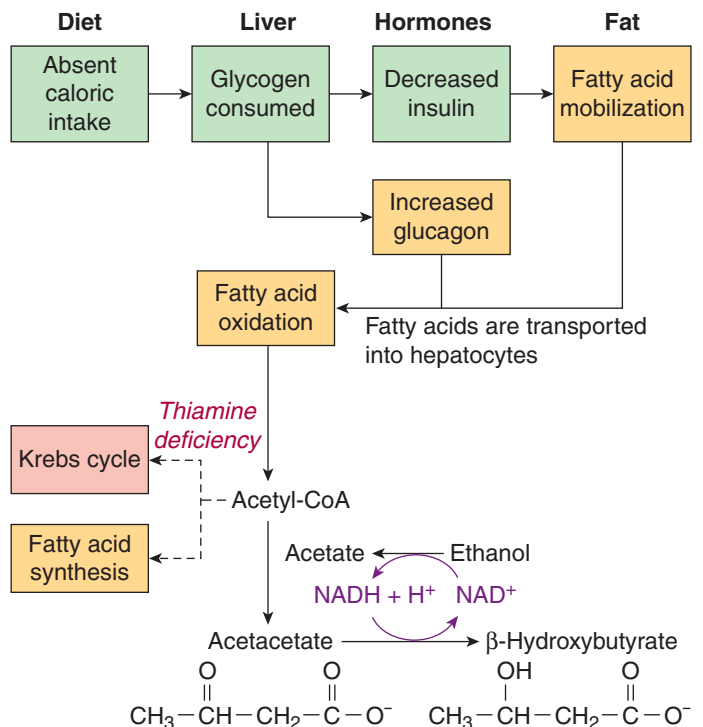 Diet Liver Hormones Fat
Absent Glycogen Decreased Fatty acid
caloric consumed insulin mobilization
intake
Increased
glucagon
Fatty acid
oxidation
Fatty acids are transported
into hepatocytes
Thiamine
deficiency
Krebs cycle
Acetyl-CoA
Fatty acid
synthesis
Acetate Ethanol
NADH + H⁺ NAD⁺
Acetacetate β-Hydroxybutyrate
O O OH O
CH₃—CH—CH₂—C—O⁻ CH₃—CH—CH₂—C—O⁻